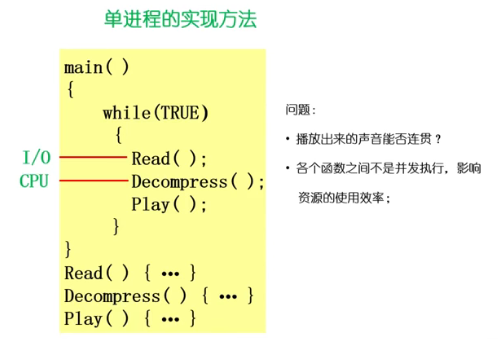 单进程的实现方法
main( )
{
while(TRUE)
{
I/O Read( );
CPU Decompress( );
Play( );
}
}
Read( ) { ··· }
Decompress( ) { ··· }
Play( ) { ··· }
问题：
• 播放出来的声音能否连贯？
• 各个函数之间不是并发执行，影响
资源的使用效率；